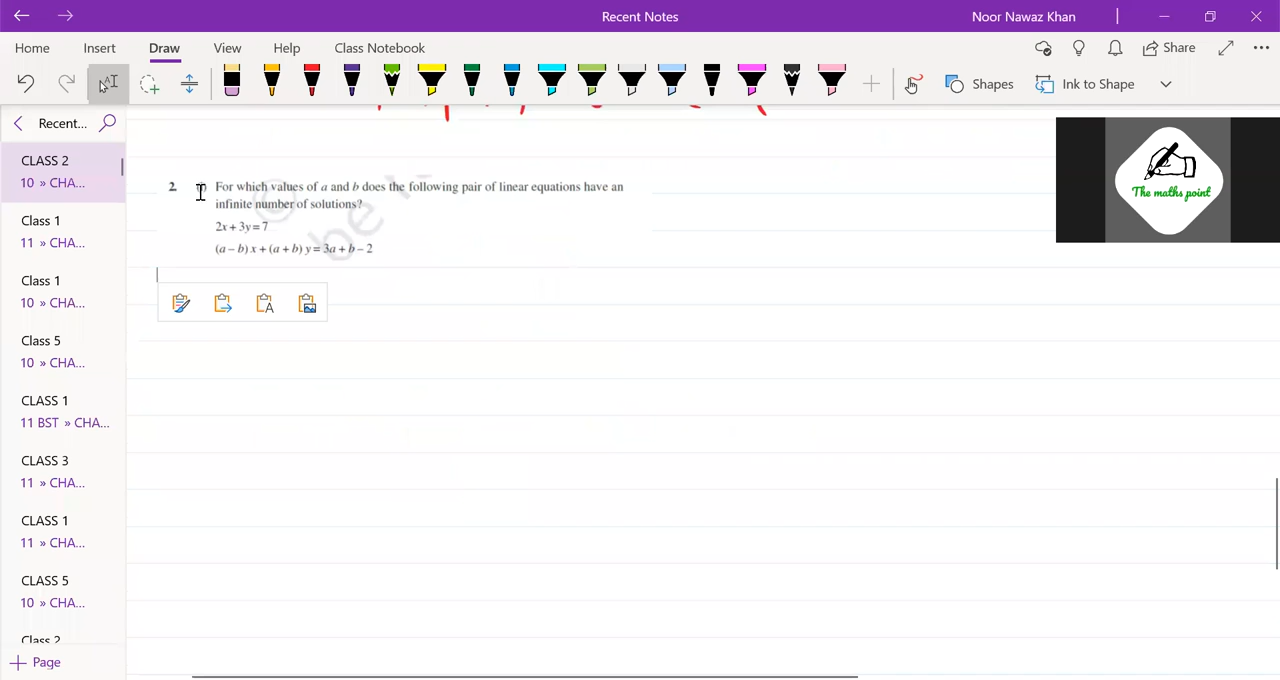 Recent Notes
Noor Nawaz Khan
Home Insert Draw View Help Class Notebook
Share
Shapes
Ink to Shape
Recent...
CLASS 2
10 » CHA...
Class 1
11 » CHA...
Class 1
10 » CHA...
Class 5
10 » CHA...
CLASS 1
11 BST » CHA...
CLASS 3
11 » CHA...
CLASS 1
11 » CHA...
CLASS 5
10 » CHA...
Class 2
Page
2. For which values of a and b does the following pair of linear equations have an
infinite number of solutions?
2x + 3y = 7
(a – b) x + (a + b) y = 3a + b – 2
©
be
The maths point